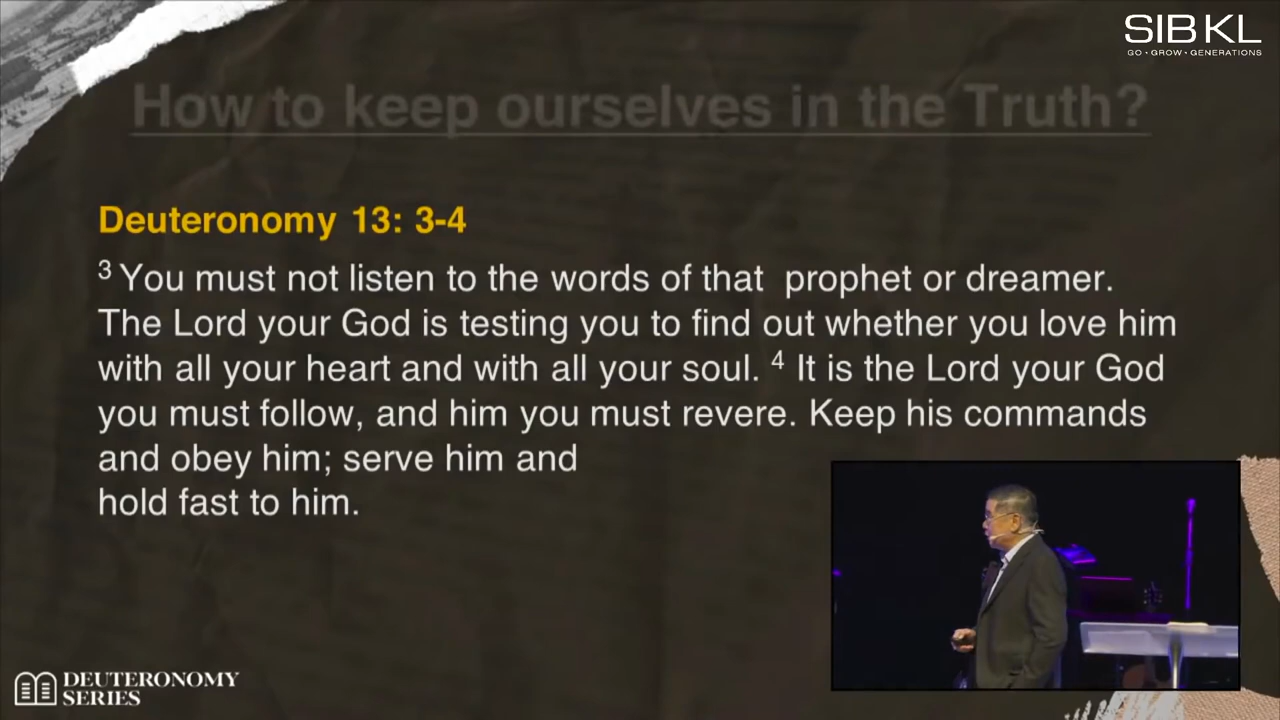 SIBKL
GO • GROW • GENERATIONS
How to keep ourselves in the Truth?
Deuteronomy 13: 3-4
3 You must not listen to the words of that prophet or dreamer.
The Lord your God is testing you to find out whether you love him
with all your heart and with all your soul. 4 It is the Lord your God
you must follow, and him you must revere. Keep his commands
and obey him; serve him and
hold fast to him.
DEUTERONOMY
SERIES